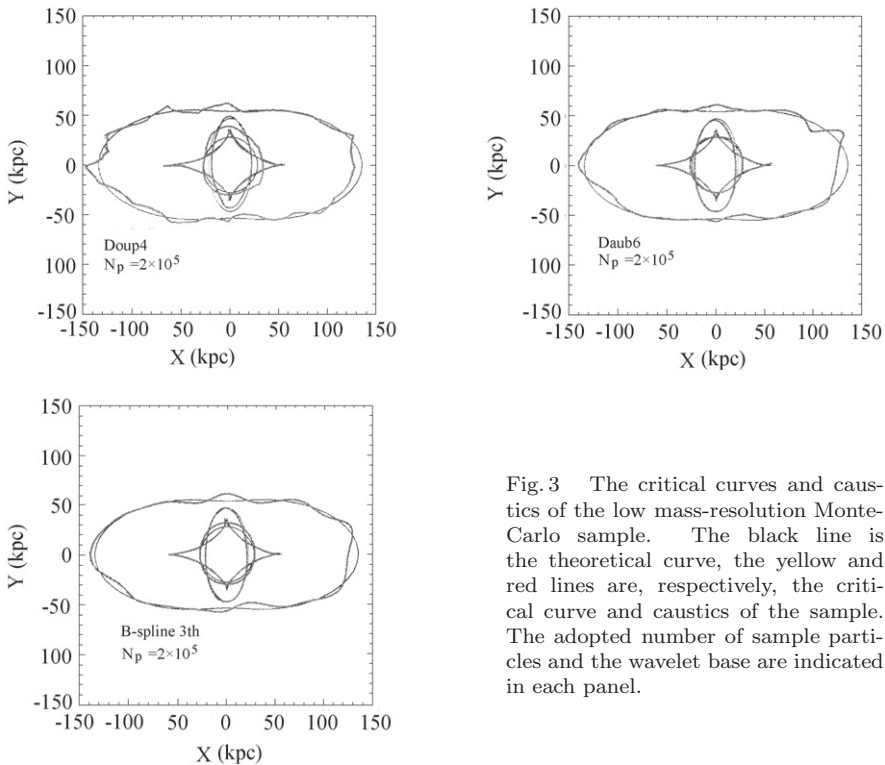 150
100
50
0
-50
100
-150
Y (kpc)
Doup4
Np =2×10^5
-150 -100 -50 0 50 100 150
X (kpc)
150
100
50
0
-50
100
-150
Y (kpc)
Daub6
Np =2×10^5
-150 -100 -50 0 50 100 150
X (kpc)
150
100
50
0
-50
100
-150
Y (kpc)
B-spline 3th
Np =2×10^5
-150 -100 -50 0 50 100 150
X (kpc)
Fig. 3 The critical curves and caus-
tics of the low mass-resolution Monte-
Carlo sample. The black line is
the theoretical curve, the yellow and
red lines are, respectively, the criti-
cal curve and caustics of the sample.
The adopted number of sample parti-
cles and the wavelet base are indicated
in each panel.